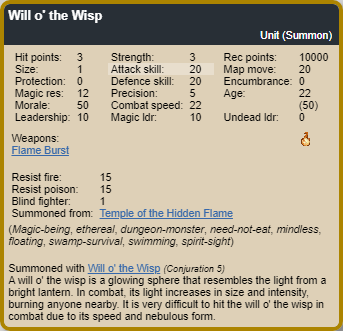 Will o' the Wisp
Unit (Summon)
Hit points: 3 Strength: 3 Rec points: 10000
Size: 1 Attack skill: 20 Map move: 20
Protection: 0 Defence skill: 20 Encumbrance: 0
Magic res: 12 Precision: 5 Age: 22
Morale: 50 Combat speed: 22 (50)
Leadership: 10 Magic ldr: 10 Undead ldr: 0
Weapons:
Flame Burst
Resist fire: 15
Resist poison: 15
Blind fighter: 1
Summoned from: Temple of the Hidden Flame
(Magic-being, ethereal, dungeon-monster, need-not-eat, mindless,
floating, swamp-survival, swimming, spirit-sight)
Summoned with Will o' the Wisp (Conjuration 5)
A will o' the wisp is a glowing sphere that resembles the light from a
bright lantern. In combat, its light increases in size and intensity,
burning anyone nearby. It is very difficult to hit the will o' the wisp in
combat due to its speed and nebulous form.